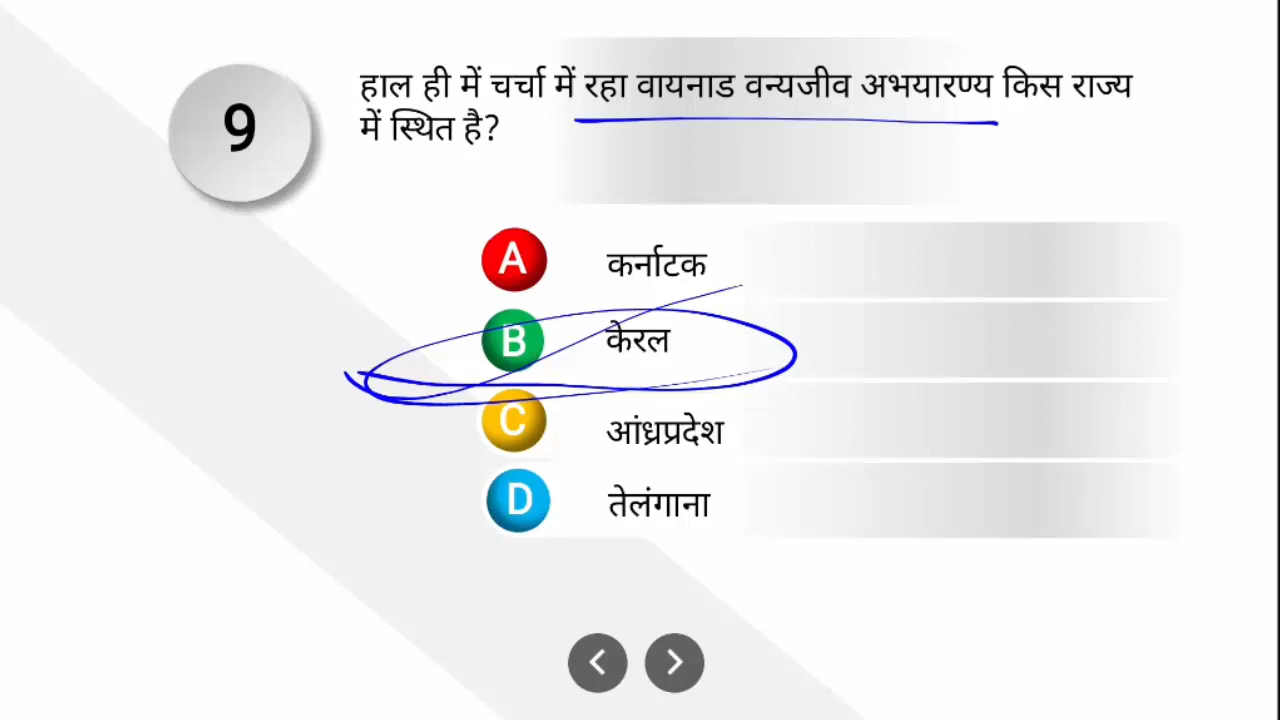 9
हाल ही में चर्चा में रहा वायनाड वन्यजीव अभयारण्य किस राज्य
में स्थित है?
A कर्नाटक
B केरल
C आंध्रप्रदेश
D तेलंगाना